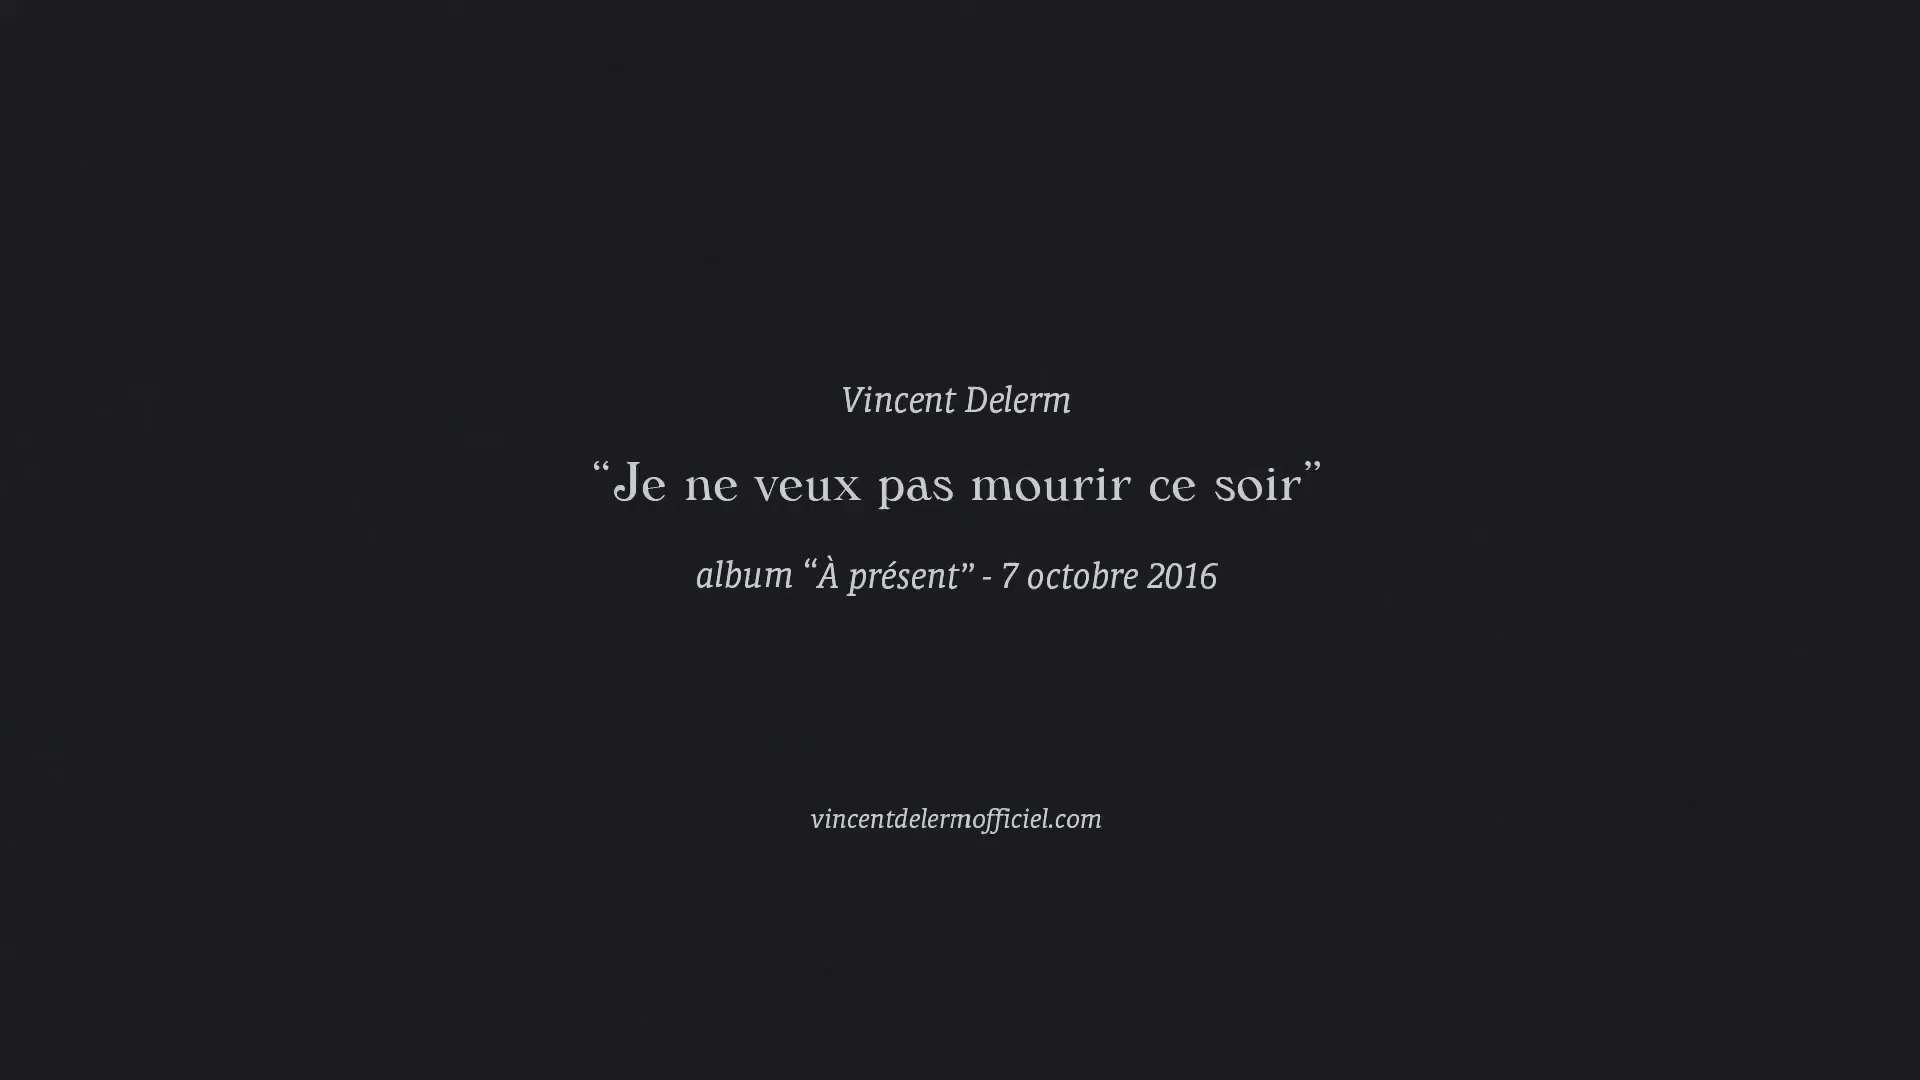 Vincent Delerm
“Je ne veux pas mourir ce soir”
album “À présent” - 7 octobre 2016
vincentdelermofficiel.com